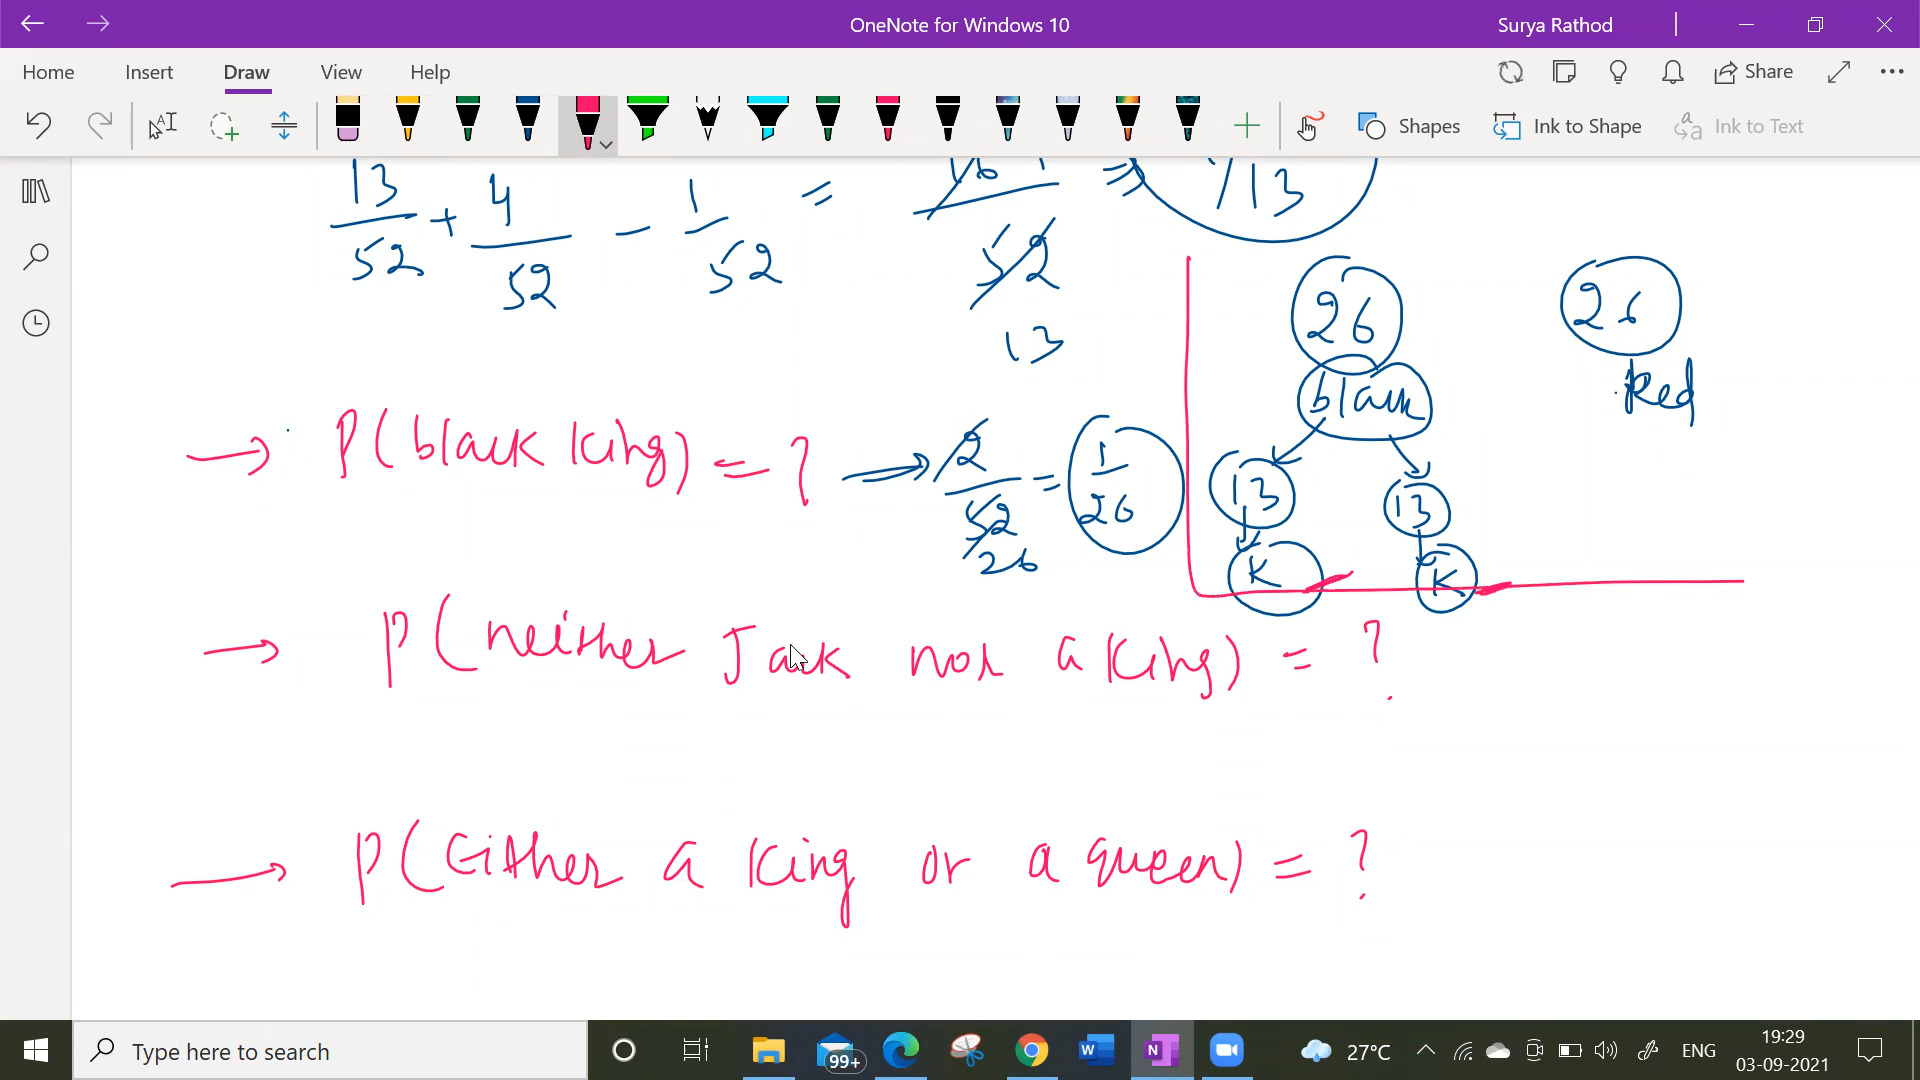 OneNote for Windows 10
Surya Rathod
Home Insert Draw View Help
Share
Shapes
Ink to Shape
Ink to Text
13/52 + 4/52 - 1/52 = 16/52 ⇒ /13
13
26 26
black Red
13 13
K K
→ P(black King) = ? → 2/52 = 1/26
26
→ P(neither Jack nor a King) = ?
→ P(Either a King or a queen) = ?
Type here to search
99+
27°C
ENG
19:29
03-09-2021